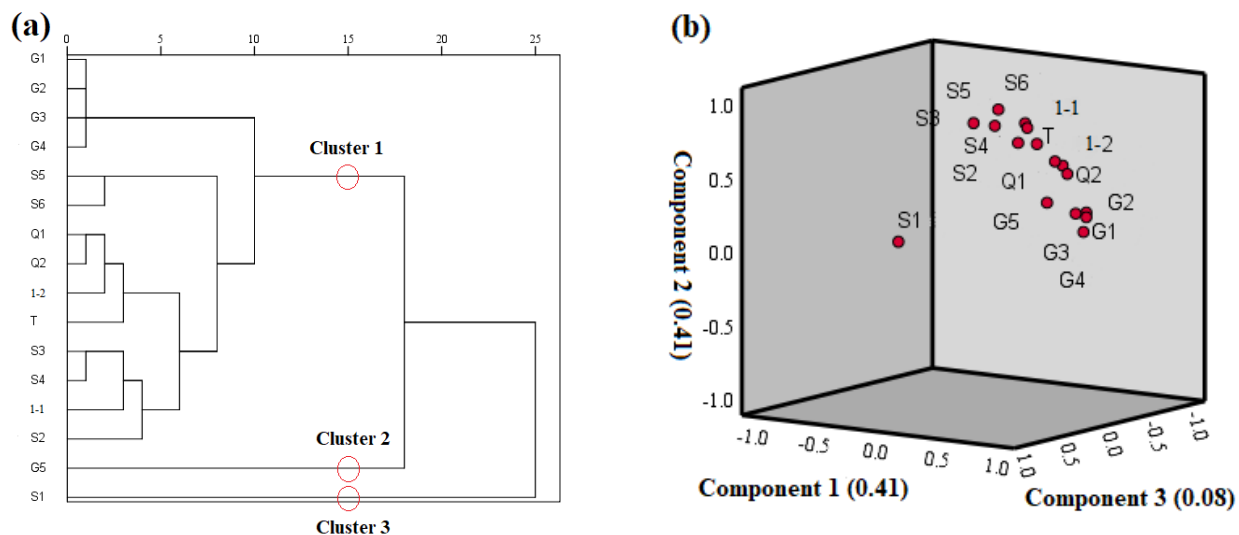 (a)
0 5 10 15 20 25
G1
G2
G3
G4
S5
S6
Q1
Q2
1-2
T
S3
S4
1-1
S2
G5
S1
Cluster 1
Cluster 2
Cluster 3
(b)
Component 2 (0.41)
1.0
0.5
0.0
-0.5
-1.0
S6
S5
1-1
S3
T
S4
1-2
S2
Q1
Q2
G2
S1
G5
G1
G3
G4
-1.0 -0.5 0.0 0.5 1.0
1.0 0.5 0.0 -0.5 -1.0
Component 1 (0.41)
Component 3 (0.08)